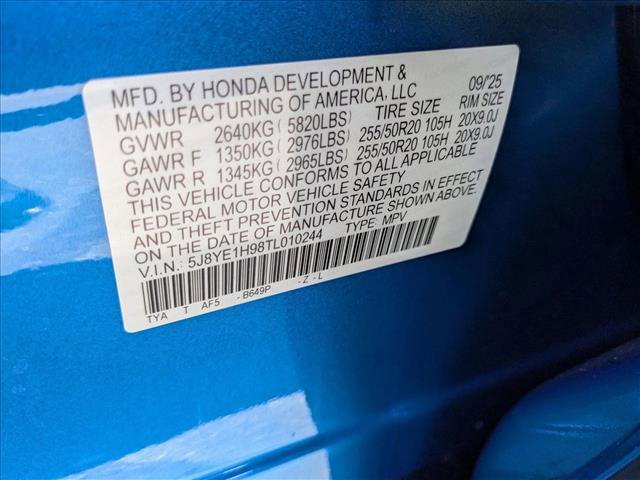 MFD. BY HONDA DEVELOPMENT & 09/'25
MANUFACTURING OF AMERICA, LLC TIRE SIZE RIM SIZE
GVWR 2640KG (5820LBS)
GAWR F 1350KG (2976LBS) 255/50R20 105H 20X9.0J
GAWR R 1345KG (2965LBS) 255/50R20 105H 20X9.0J
THIS VEHICLE CONFORMS TO ALL APPLICABLE
FEDERAL MOTOR VEHICLE SAFETY
AND THEFT PREVENTION STANDARDS IN EFFECT
ON THE DATE OF MANUFACTURE SHOWN ABOVE.
V.I.N.: 5J8YE1H98TL010244 TYPE: MPV
TYA T AF5 - B649P - Z - L